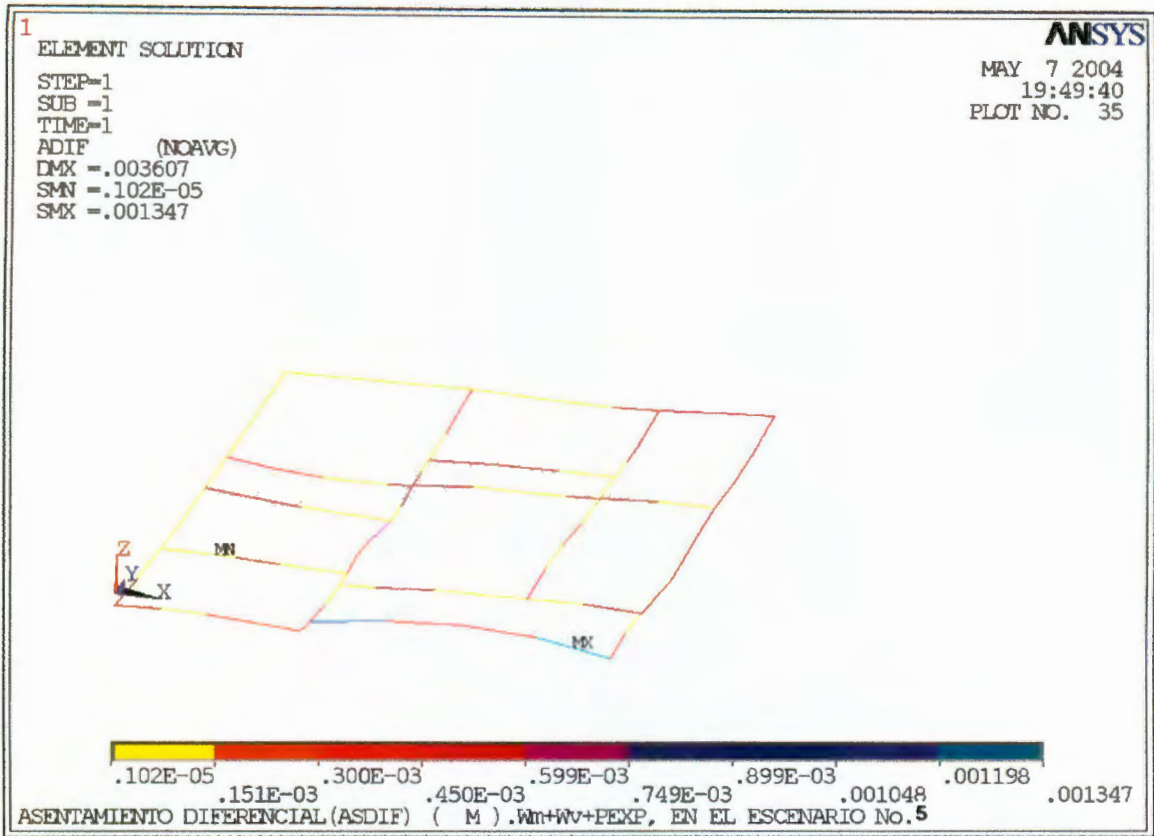 1
ELEMENT SOLUTION
STEP=1
SUB =1
TIME=1
ADIF (NOAVG)
DMX =.003607
SMN =.102E-05
SMX =.001347
ANSYS
MAY 7 2004
19:49:40
PLOT NO. 35
MN
Z
Y
X
MX
.102E-05 .300E-03 .599E-03 .899E-03 .001198
.151E-03 .450E-03 .749E-03 .001048 .001347
ASENTAMIENTO DIFERENCIAL(ASDIF) ( M ).Wm+Wv+PEXP, EN EL ESCENARIO No.5